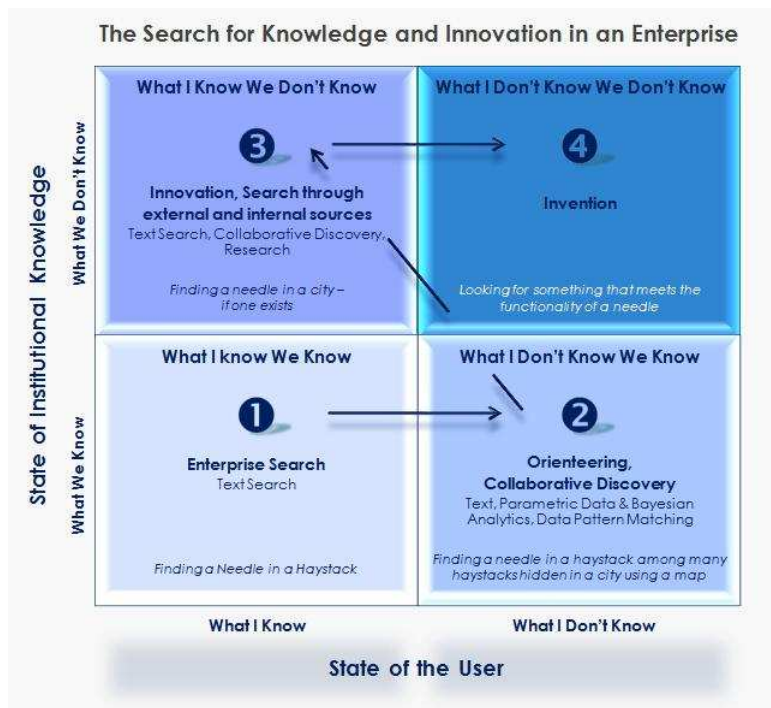 The Search for Knowledge and Innovation in an Enterprise
State of Institutional Knowledge
What We Don't Know
What I Know We Don't Know
3
Innovation, Search through
external and internal sources
Text Search, Collaborative Discovery,
Research
Finding a needle in a city –
if one exists
What I Don't Know We Don't Know
4
Invention
Looking for something that meets the
functionality of a needle
What We Know
What I know We Know
1
Enterprise Search
Text Search
Finding a Needle in a Haystack
What I Don't Know We Know
2
Orienteering,
Collaborative Discovery
Text, Parametric Data & Bayesian
Analytics, Data Pattern Matching
Finding a needle in a haystack among many
haystacks hidden in a city using a map
What I Know
What I Don't Know
State of the User